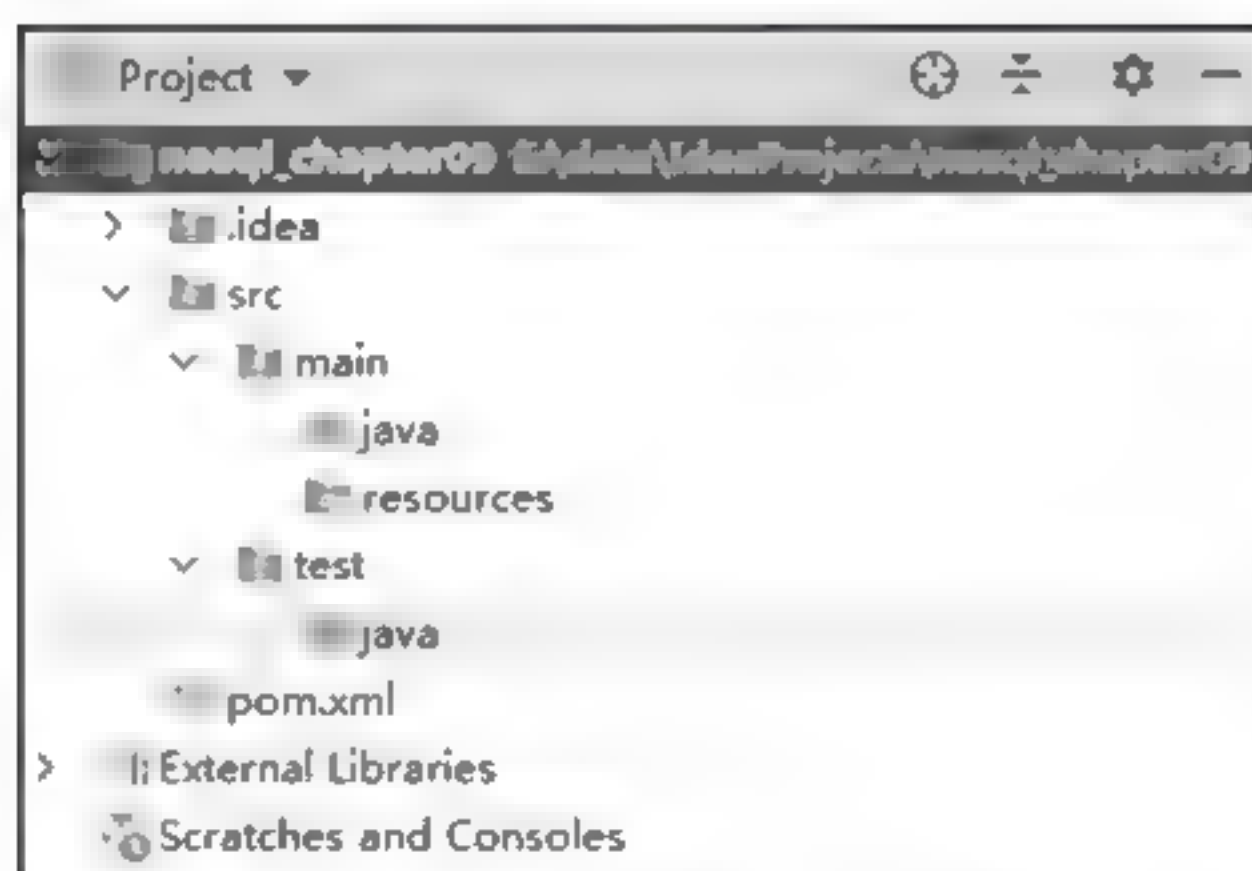 Project
.idea
src
main
java
resources
test
java
pom.xml
External Libraries
Scratches and Consoles